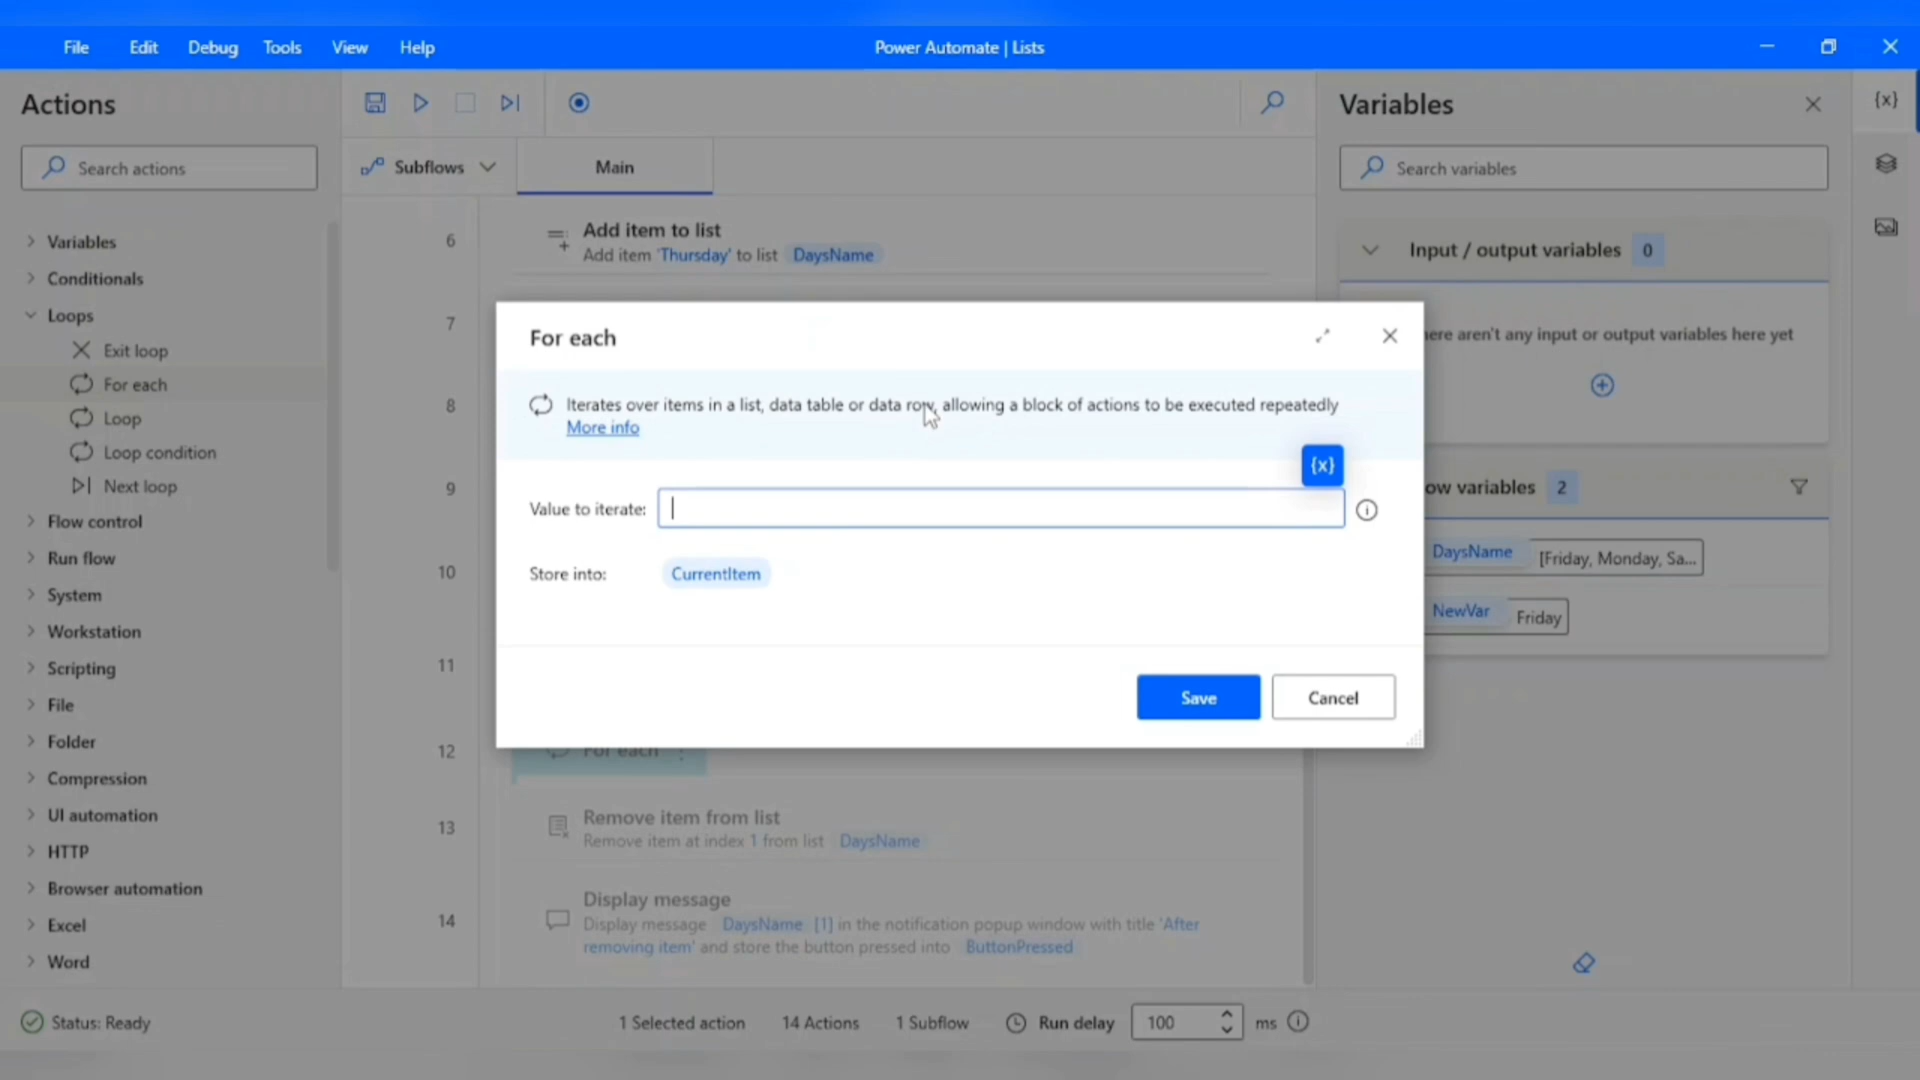 File Edit Debug Tools View Help
Power Automate | Lists
Actions
Search actions
Variables
Conditionals
Loops
Exit loop
For each
Loop
Loop condition
Next loop
Flow control
Run flow
System
Workstation
Scripting
File
Folder
Compression
UI automation
HTTP
Browser automation
Excel
Word
Subflows
Main
6
Add item to list
Add item 'Thursday' to list DaysName
7
8
9
10
11
12
For each
13
Remove item from list
Remove item at index 1 from list DaysName
14
Display message
Display message DaysName [1] in the notification popup window with title 'After
removing item' and store the button pressed into ButtonPressed
For each
Iterates over items in a list, data table or data row, allowing a block of actions to be executed repeatedly
More info
{x}
Value to iterate:
Store into: CurrentItem
Save Cancel
Variables
{x}
Search variables
Input / output variables 0
ere aren't any input or output variables here yet
ow variables 2
DaysName [Friday, Monday, Sa...
NewVar Friday
Status: Ready 1 Selected action 14 Actions 1 Subflow Run delay 100 ms